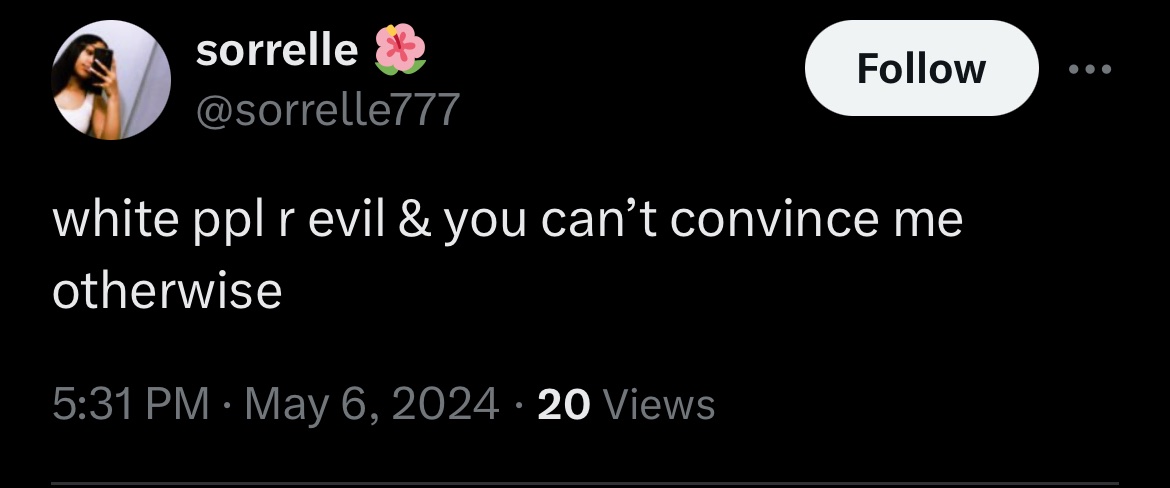 sorrelle 🌺
Follow
@sorrelle777
white ppl r evil & you can’t convince me
otherwise
5:31 PM · May 6, 2024 · 20 Views